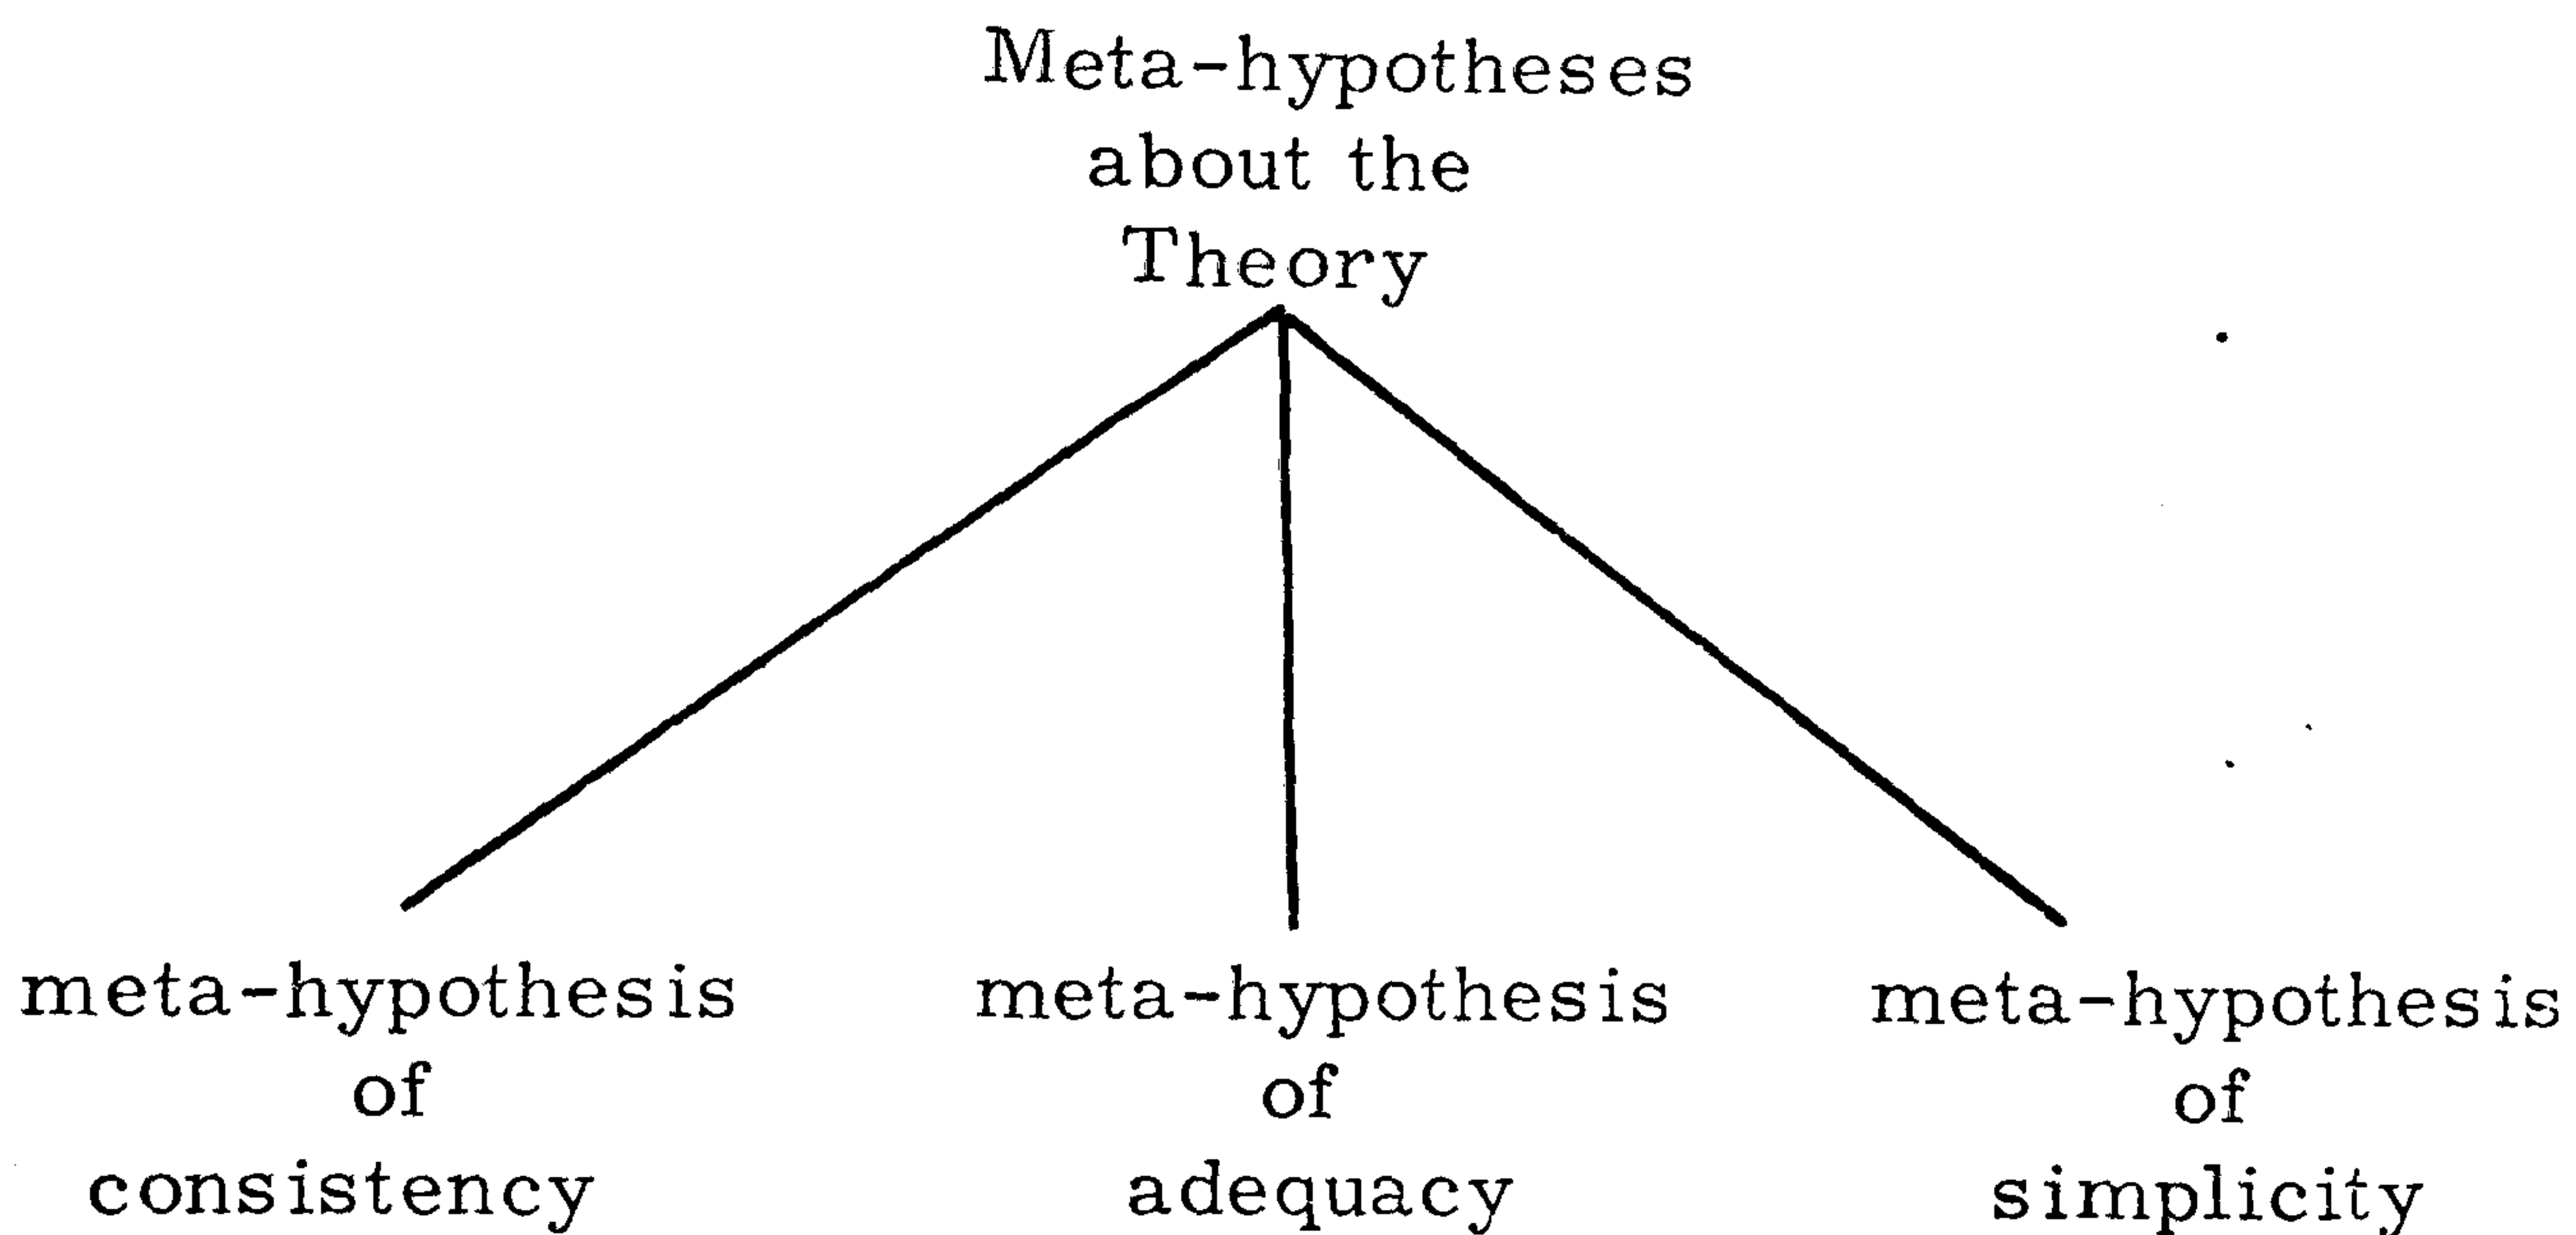 Meta-hypotheses
about the
Theory
meta-hypothesis
of
consistency
meta-hypothesis
of
adequacy
meta-hypothesis
of
simplicity